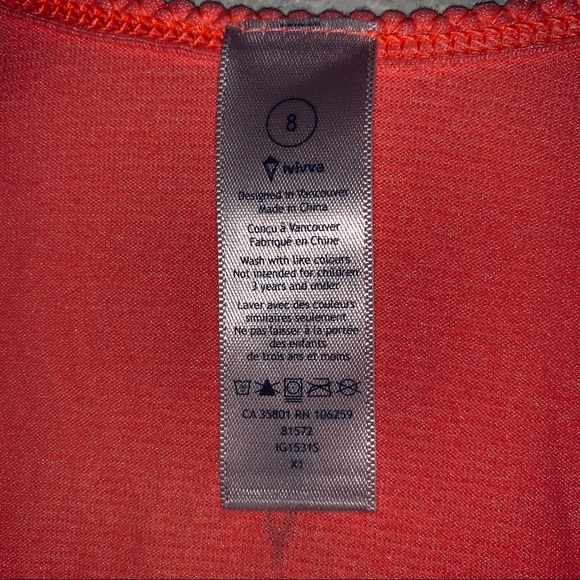 8
ivivva
Designed in Vancouver
Made in China
Conçu à Vancouver
Fabriqué en Chine
Wash with like colours
Not intended for children
3 years and under
Laver avec des couleurs
similaires seulement
Ne pas laisser à la portée
des enfants
de trois ans et moins
CA 35801 RN 106259
81572
IG1531S
X1